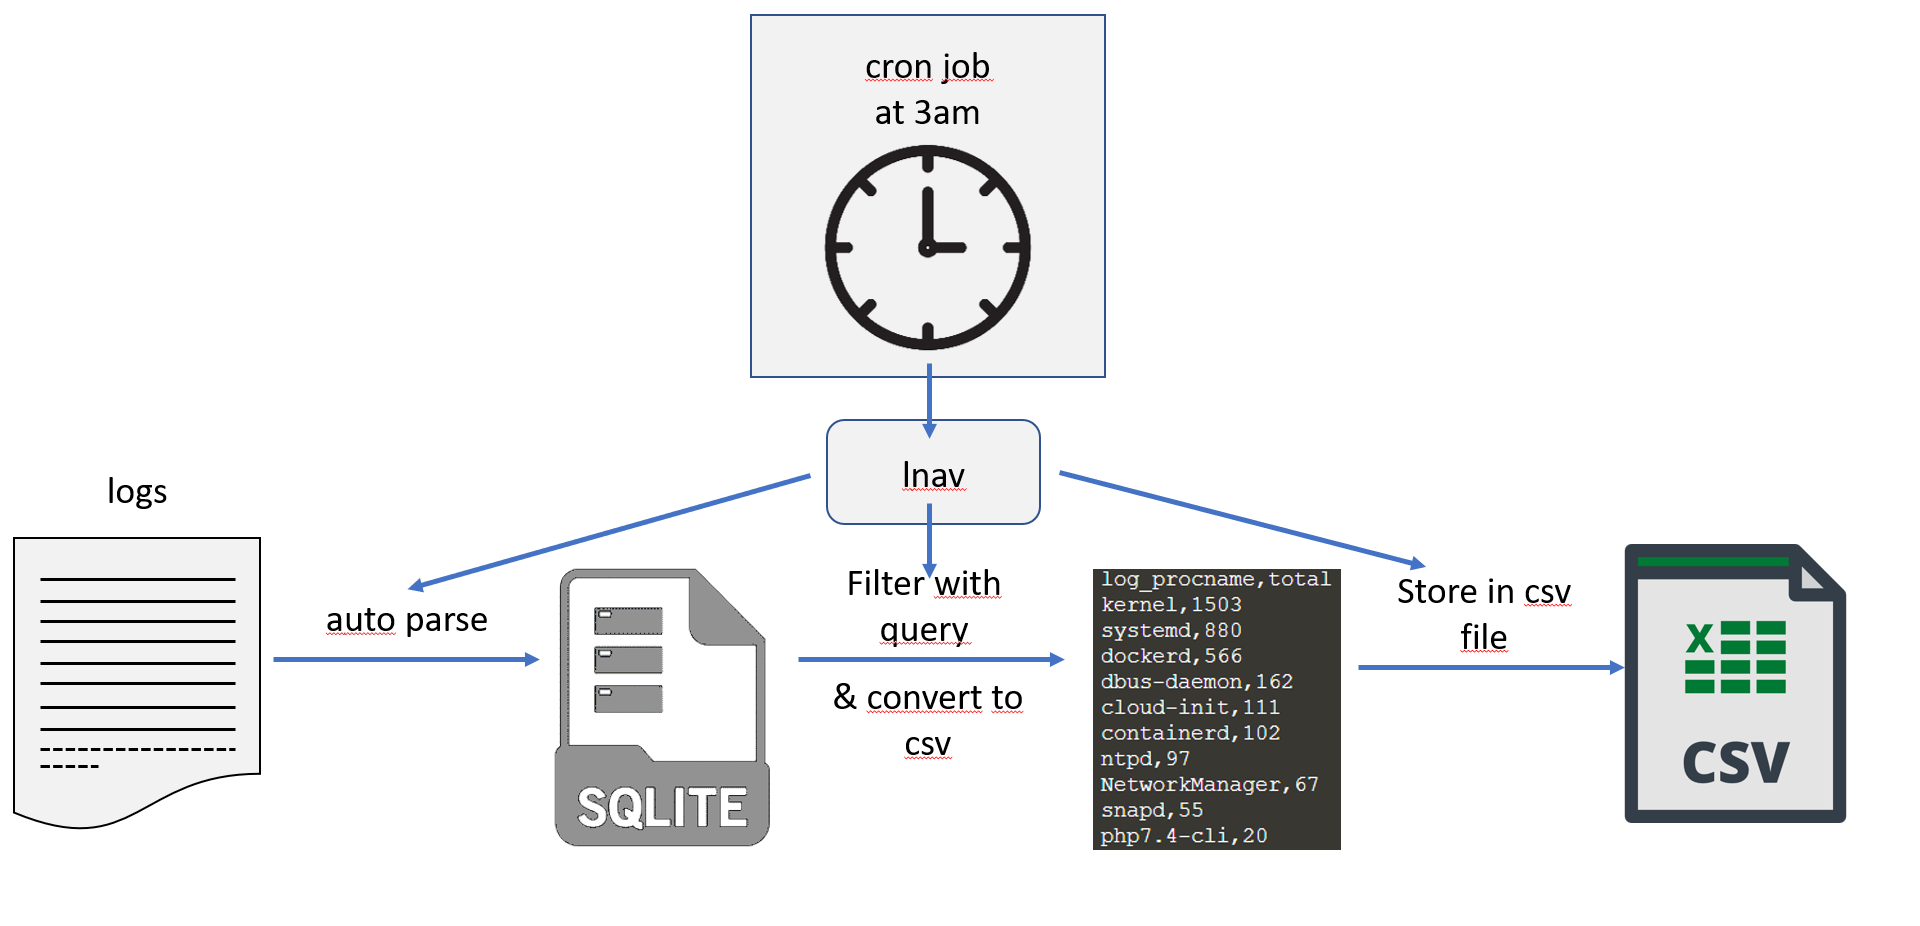 cron job
at 3am
lnav
logs
auto parse
Filter with
query
& convert to
csv
SQLITE
log_procname,total
kernel,1503
systemd,880
dockerd,566
dbus-daemon,162
cloud-init,111
containerd,102
ntpd,97
NetworkManager,67
snapd,55
php7.4-cli,20
Store in csv
file
X
CSV